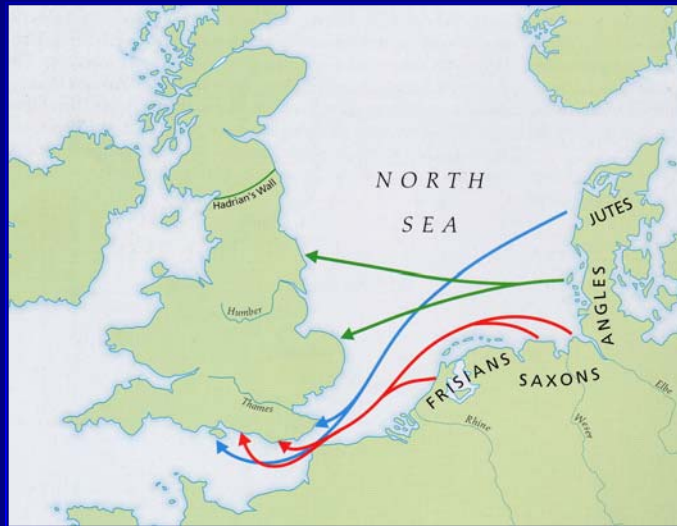 NORTH
SEA
Hadrian's Wall
JUTES
ANGLES
Humber
FRISIANS
SAXONS
Thames
Rhine
Weser
Elbe